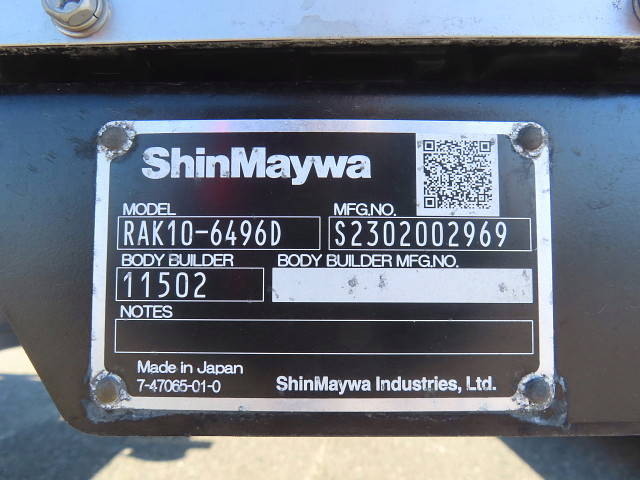 ShinMaywa
MODEL MFG.NO.
RAK10-6496D S2302002969
BODY BUILDER BODY BUILDER MFG.NO.
11502
NOTES
Made in Japan
7-47065-01-0 ShinMaywa Industries, Ltd.